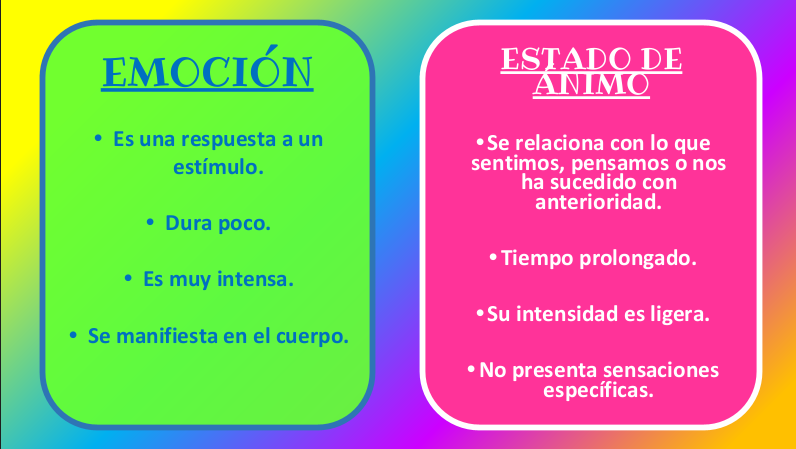 EMOCIÓN
• Es una respuesta a un
estímulo.
• Dura poco.
• Es muy intensa.
• Se manifiesta en el cuerpo.
ESTADO DE
ÁNIMO
•Se relaciona con lo que
sentimos, pensamos o nos
ha sucedido con
anterioridad.
•Tiempo prolongado.
•Su intensidad es ligera.
•No presenta sensaciones
específicas.